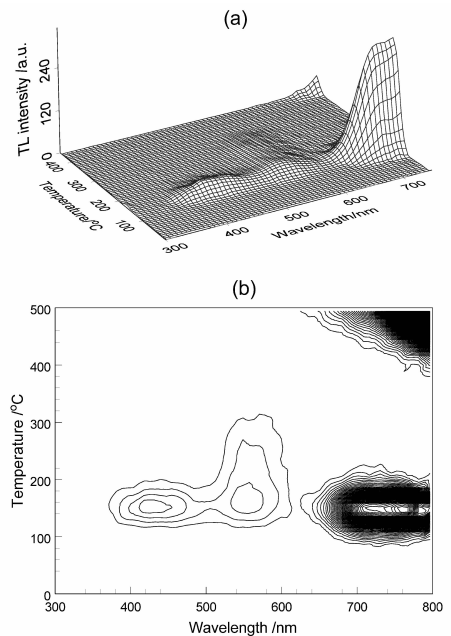 (a)
TL intensity /a.u.
240
120
0
400
300
200
100
Temperature/°C
300
400
500
600
700
Wavelength/nm
(b)
500
400
300
200
100
0
Temperature /°C
300 400 500 600 700 800
Wavelength /nm